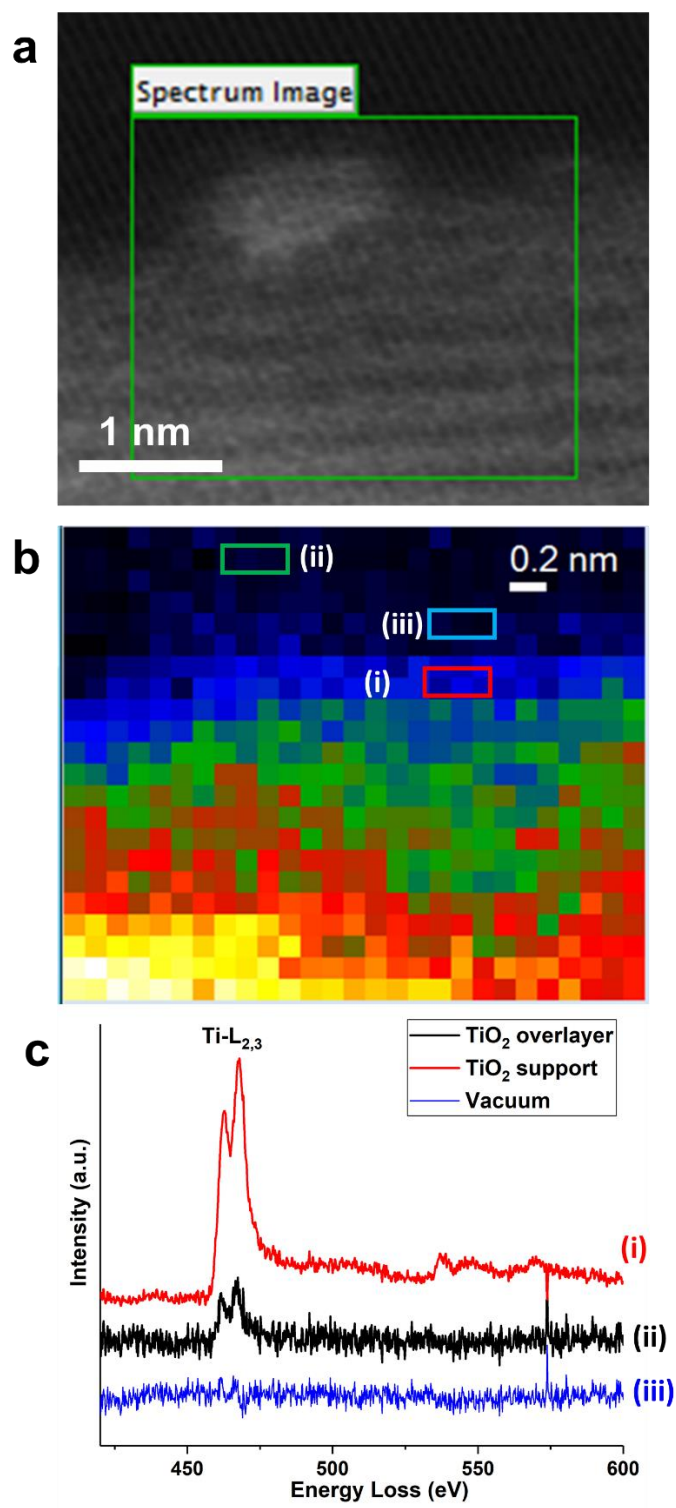 a
Spectrum Image
1 nm
b
(ii)
0.2 nm
(iii)
(i)
c
Ti-L2,3
TiO2 overlayer
TiO2 support
Vacuum
Intensity (a.u.)
(i)
(ii)
(iii)
450 500 550 600
Energy Loss (eV)